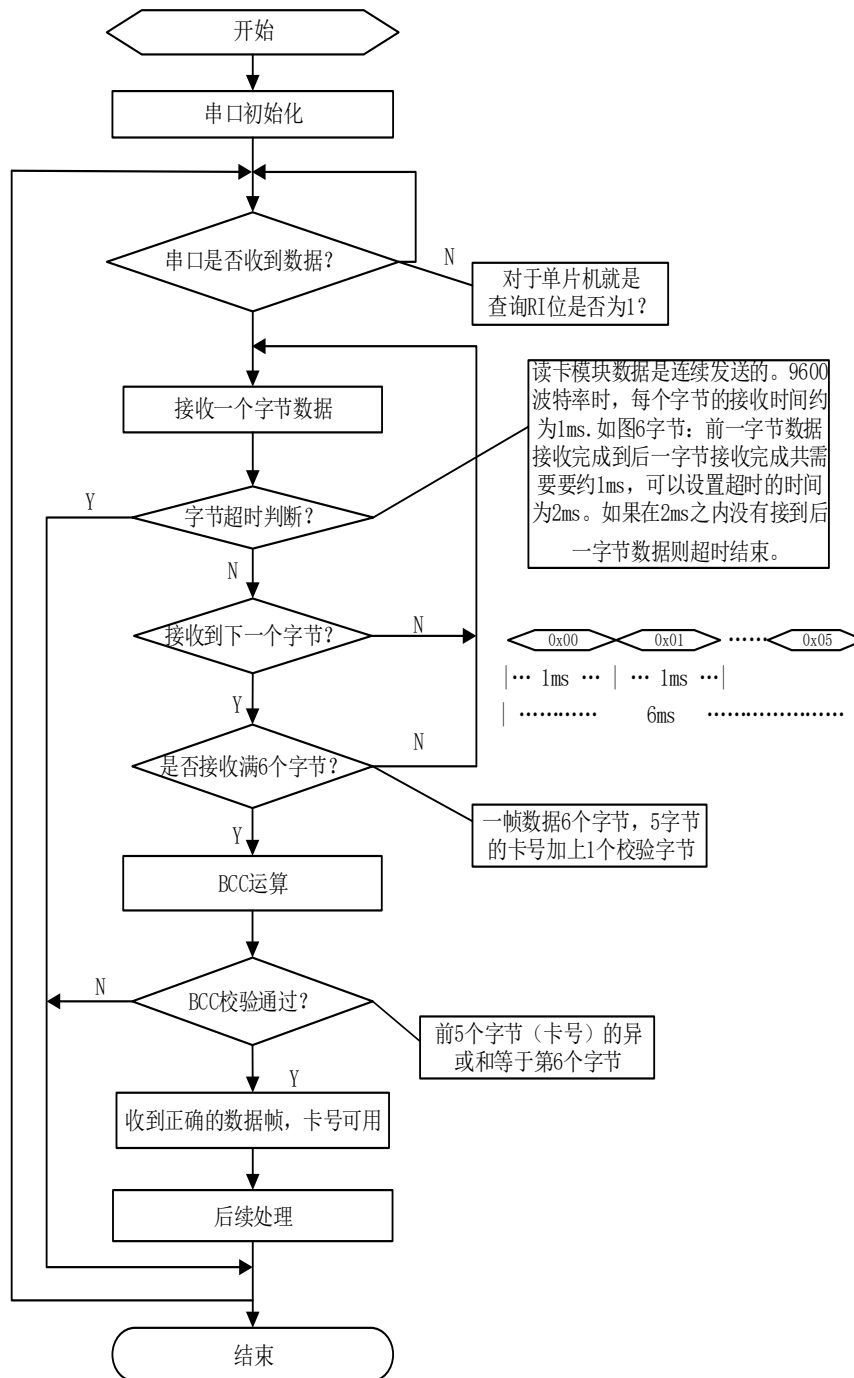 开始
串口初始化
串口是否收到数据?
N
对于单片机就是
查询RI位是否为1?
接收一个字节数据
读卡模块数据是连续发送的。9600
波特率时，每个字节的接收时间约
为1ms.如图6字节：前一字节数据
接收完成到后一字节接收完成共需
要要约1ms，可以设置超时的时间
为2ms。如果在2ms之内没有接到后
一字节数据则超时结束。
Y
字节超时判断?
N
接收到下一个字节?
N
0x00
0x01
……
0x05
|… 1ms …|… 1ms …|
Y
|………… 6ms ………………
是否接收满6个字节?
N
一帧数据6个字节，5字节
的卡号加上1个校验字节
Y
BCC运算
N
BCC校验通过?
前5个字节（卡号）的异
或和等于第6个字节
Y
收到正确的数据帧，卡号可用
后续处理
结束